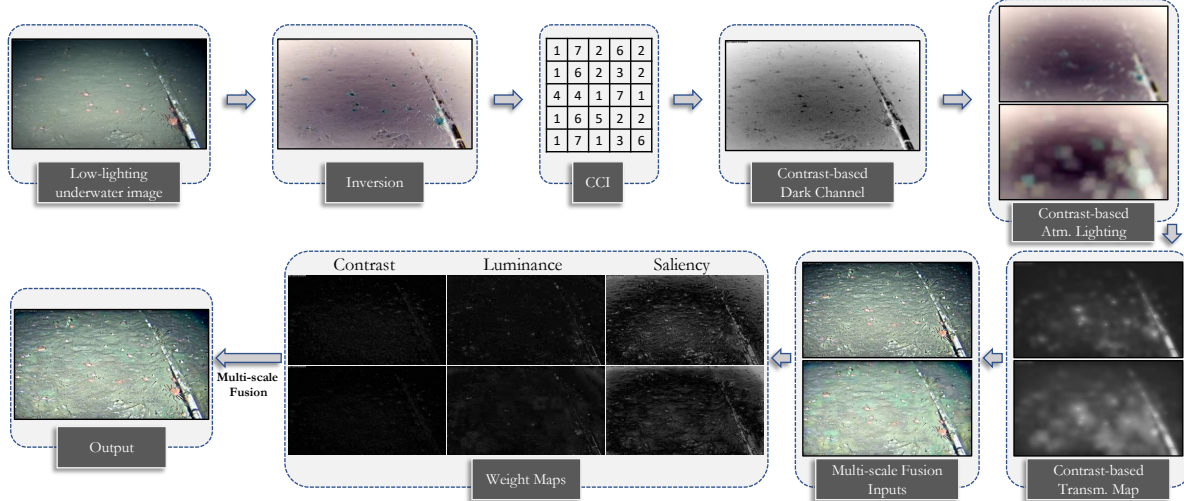 Low-lighting
underwater image
Inversion
1 7 2 6 2
1 6 2 3 2
4 4 1 7 1
1 6 5 2 2
1 7 1 3 6
CCI
Contrast-based
Dark Channel
Contrast-based
Atm. Lighting
Contrast-based
Transm. Map
Multi-scale Fusion
Inputs
Contrast
Luminance
Saliency
Weight Maps
Multi-scale
Fusion
Output